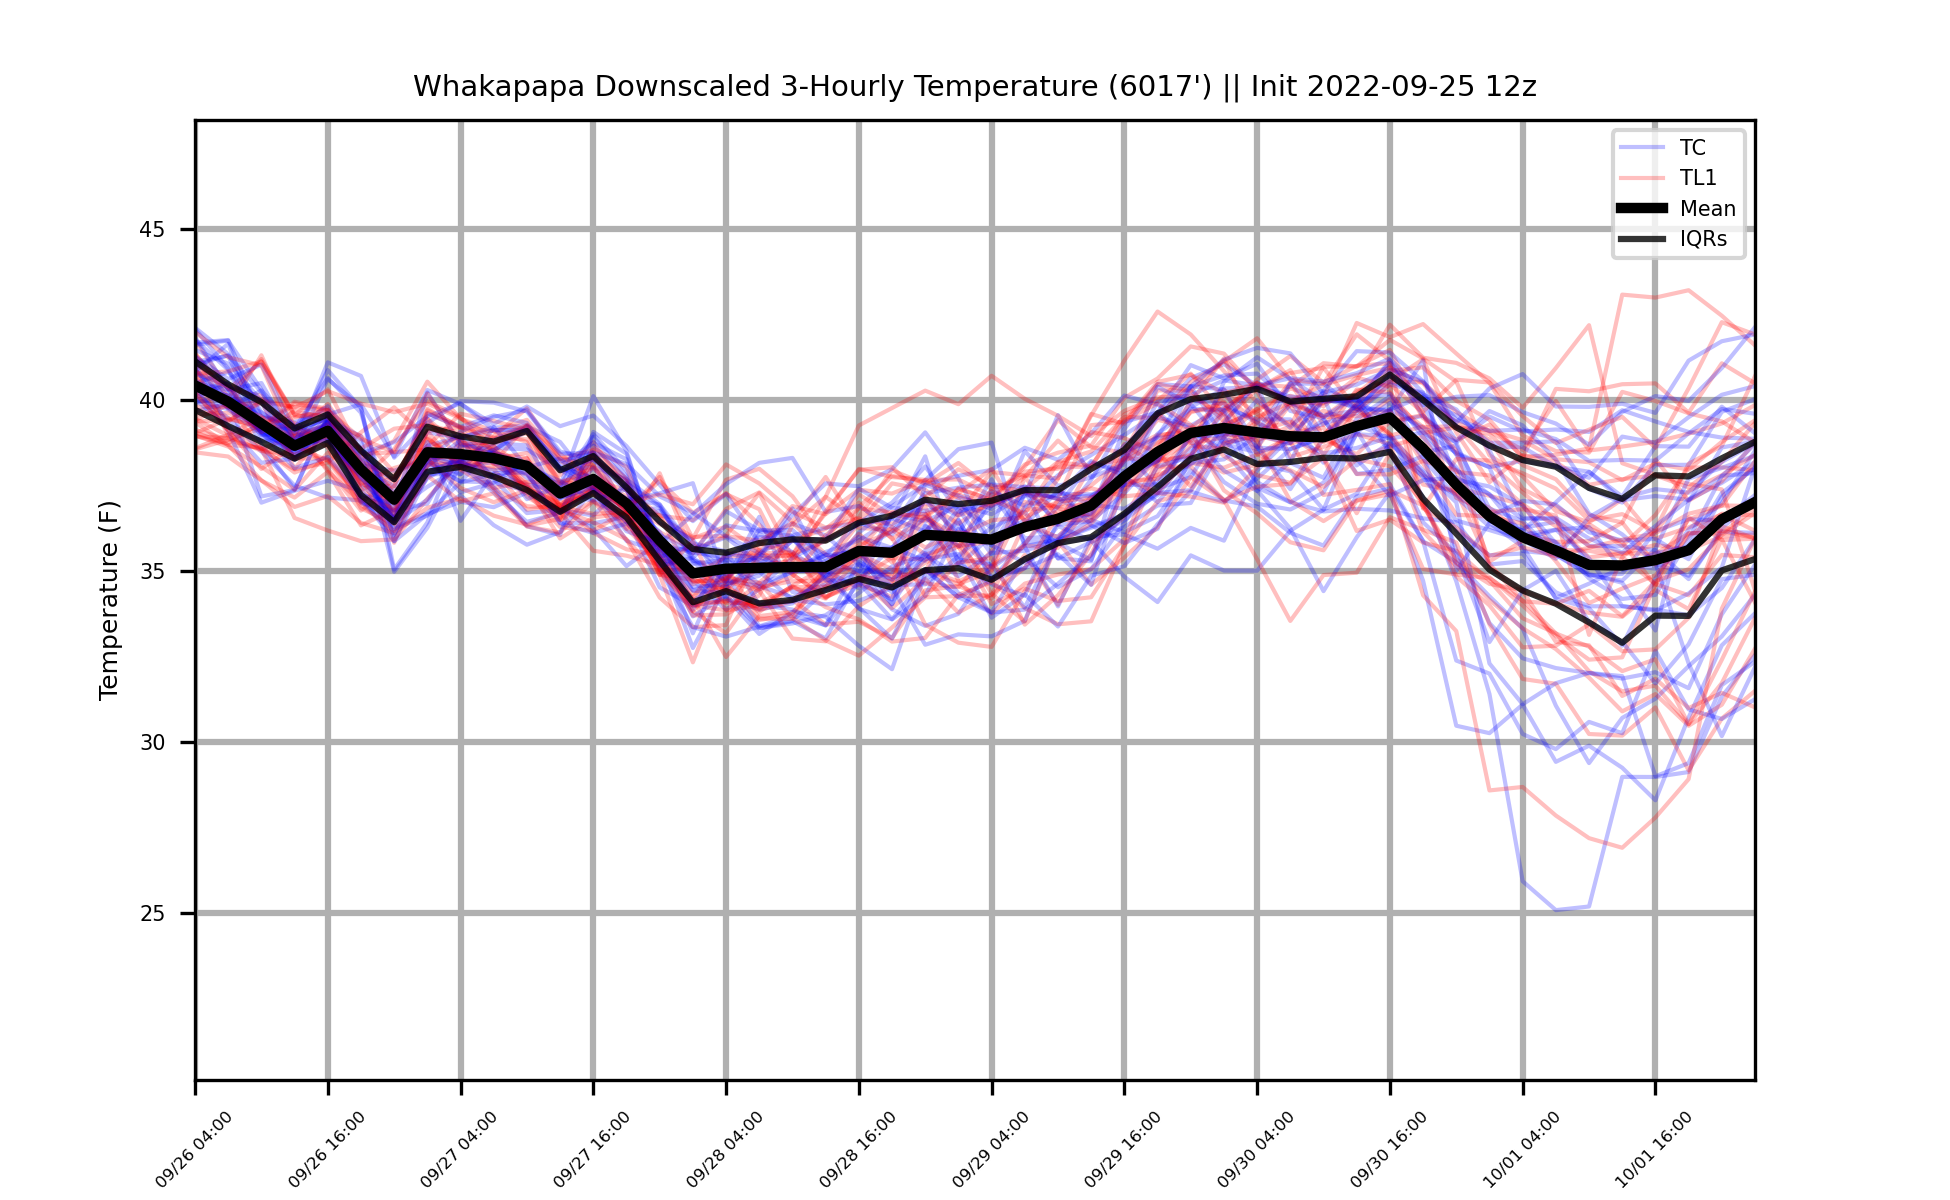 Whakapapa Downscaled 3-Hourly Temperature (6017') || Init 2022-09-25 12z
TC
TL1
Mean
IQRs
Temperature (F)
45
40
35
30
25
09/26 04:00
09/26 16:00
09/27 04:00
09/27 16:00
09/28 04:00
09/28 16:00
09/29 04:00
09/29 16:00
09/30 04:00
09/30 16:00
10/01 04:00
10/01 16:00